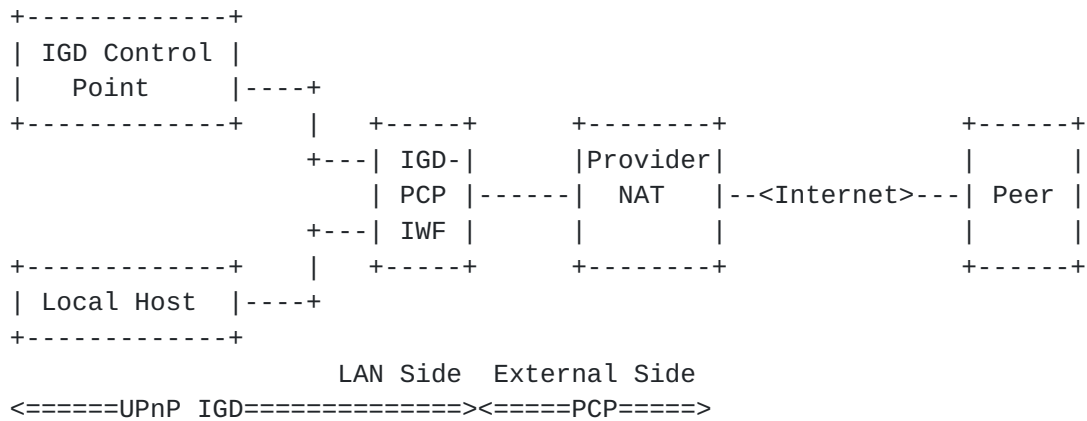 +-------------+
| IGD Control |
|   Point     |----+
+-------------+    |   +-----+      +--------+               +------+
                   +---| IGD-|      |Provider|               |      |
                       | PCP |------|  NAT   |--<Internet>---| Peer |
                   +---| IWF |      |        |               |      |
+-------------+    |   +-----+      +--------+               +------+
| Local Host  |----+
+-------------+
                     LAN Side  External Side
<======UPnP IGD==============><=====PCP=====>